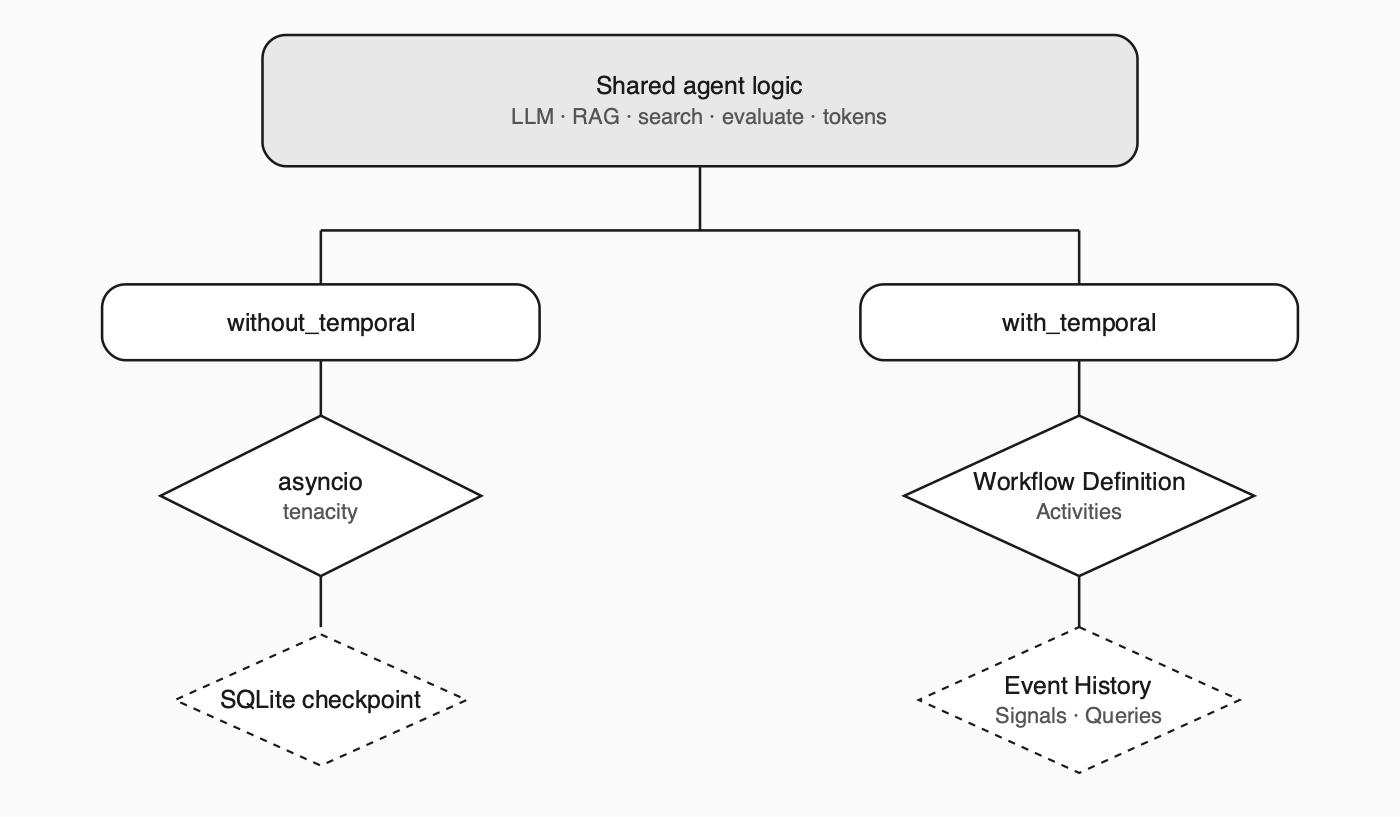 Shared agent logic
LLM · RAG · search · evaluate · tokens
without_temporal
with_temporal
asyncio
tenacity
Workflow Definition
Activities
SQLite checkpoint
Event History
Signals · Queries